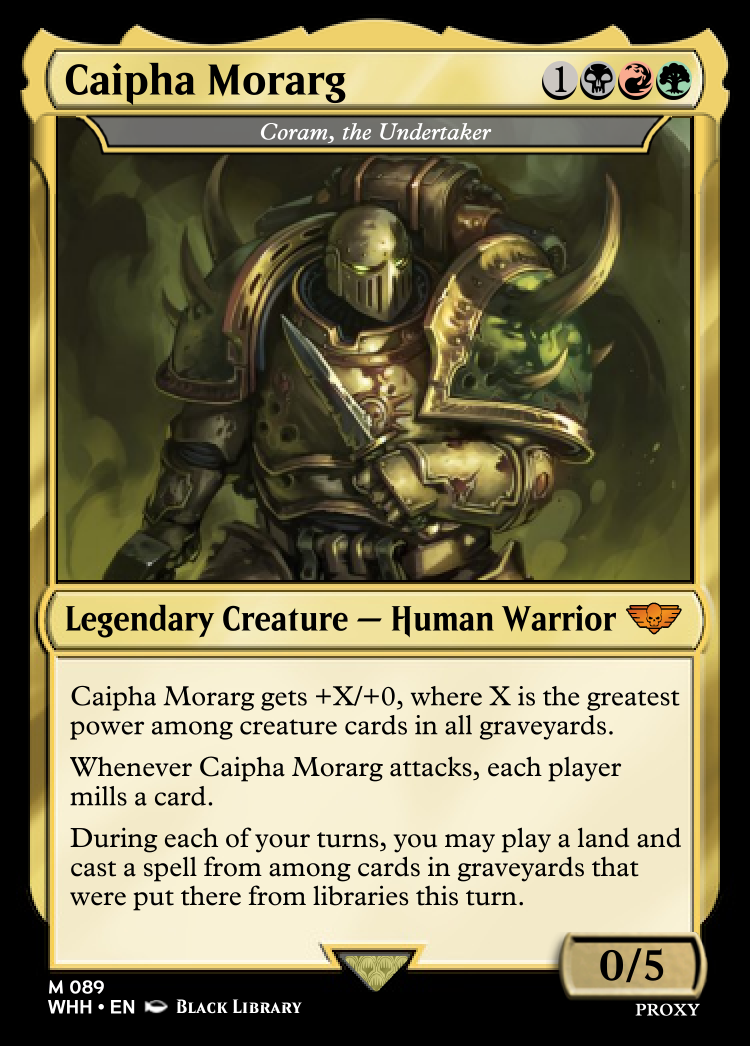 Caipha Morarg 1
Coram, the Undertaker
Legendary Creature — Human Warrior
Caipha Morarg gets +X/+0, where X is the greatest
power among creature cards in all graveyards.
Whenever Caipha Morarg attacks, each player
mills a card.
During each of your turns, you may play a land and
cast a spell from among cards in graveyards that
were put there from libraries this turn.
0/5
M 089
WHH • EN BLACK LIBRARY
PROXY